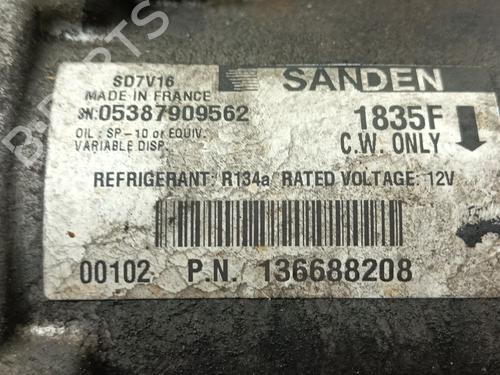 SD7V16
MADE IN FRANCE
SN:05387909562
OIL : SP-10 or EQUIV.
VARIABLE DISP.
SANDEN
1835F
C.W. ONLY
REFRIGERANT: R134a RATED VOLTAGE: 12V
00102 P.N. 136688208
B-PARTS